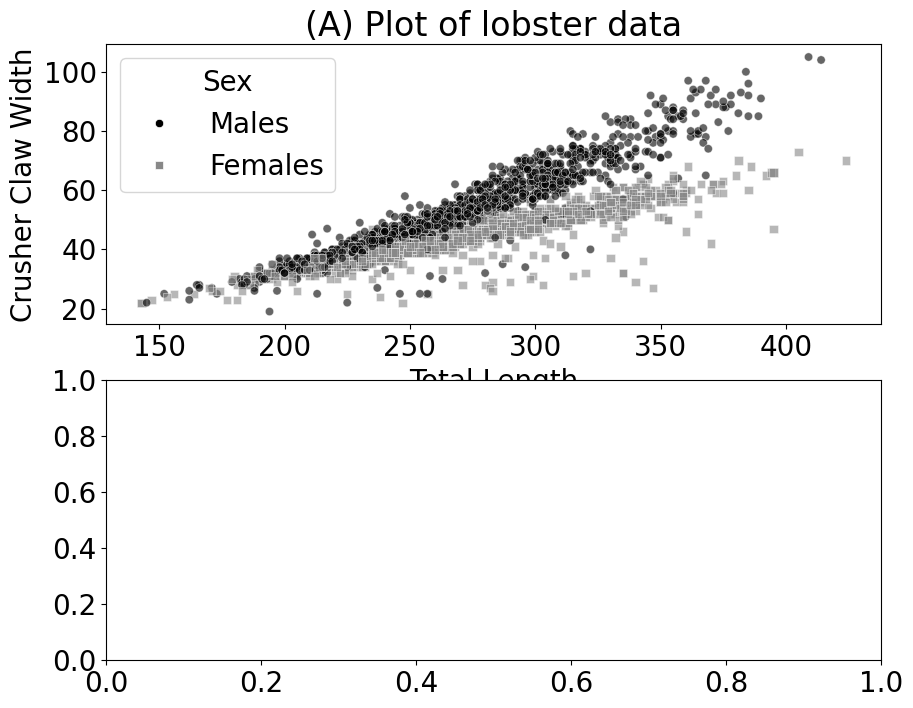 (A) Plot of lobster data
Crusher Claw Width
100
80
60
40
20
Sex
Males
Females
150 200 250 300 350 400
Total Length
1.0
0.8
0.6
0.4
0.2
0.0
0.0 0.2 0.4 0.6 0.8 1.0